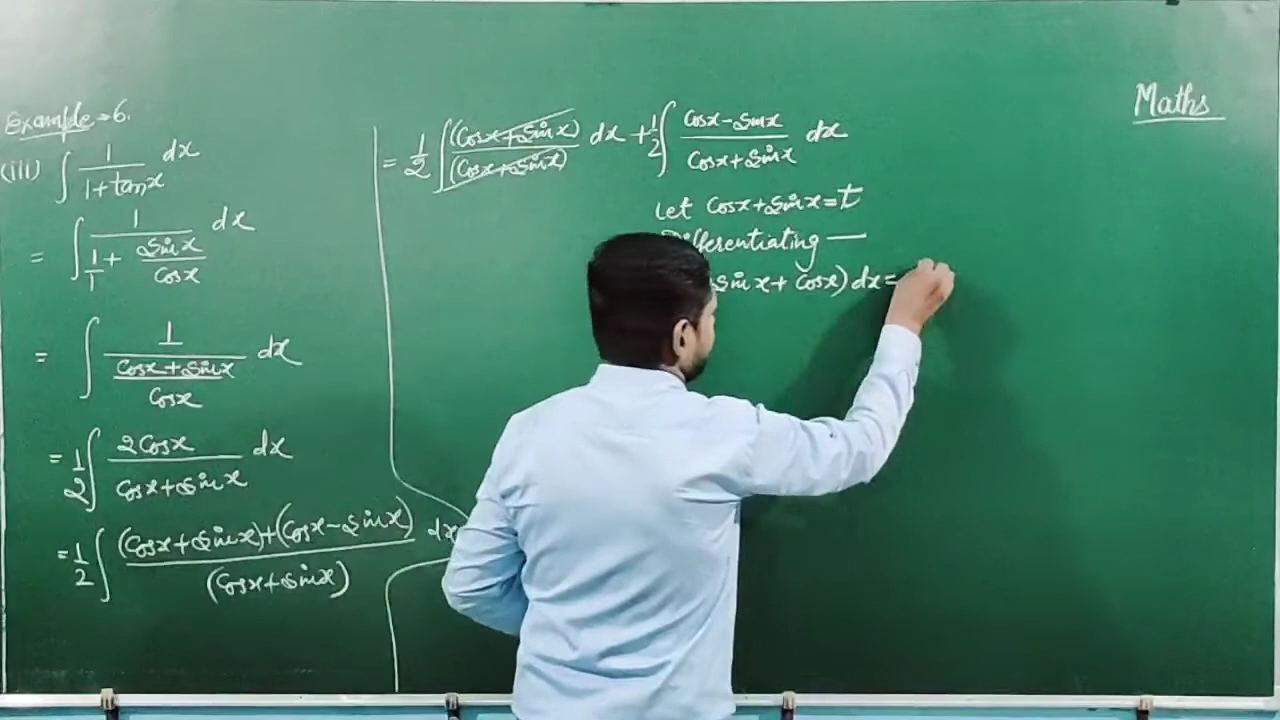 Example→6.
(iii) ∫ 1/(1+tanx) dx
= ∫ 1/(1/1 + Sinx/Cosx) dx
= ∫ 1/((Cosx+Sinx)/Cosx) dx
= 1/2 ∫ 2Cosx/(Cosx+Sinx) dx
= 1/2 ∫ ((Cosx+Sinx)+(Cosx-Sinx))/(Cosx+Sinx) dx
= 1/2 ∫ (Cosx+Sinx)/(Cosx+Sinx) dx + 1/2 ∫ (Cosx-Sinx)/(Cosx+Sinx) dx
Let Cosx+Sinx=t
Differentiating —
sinx+Cosx)dx=
Maths